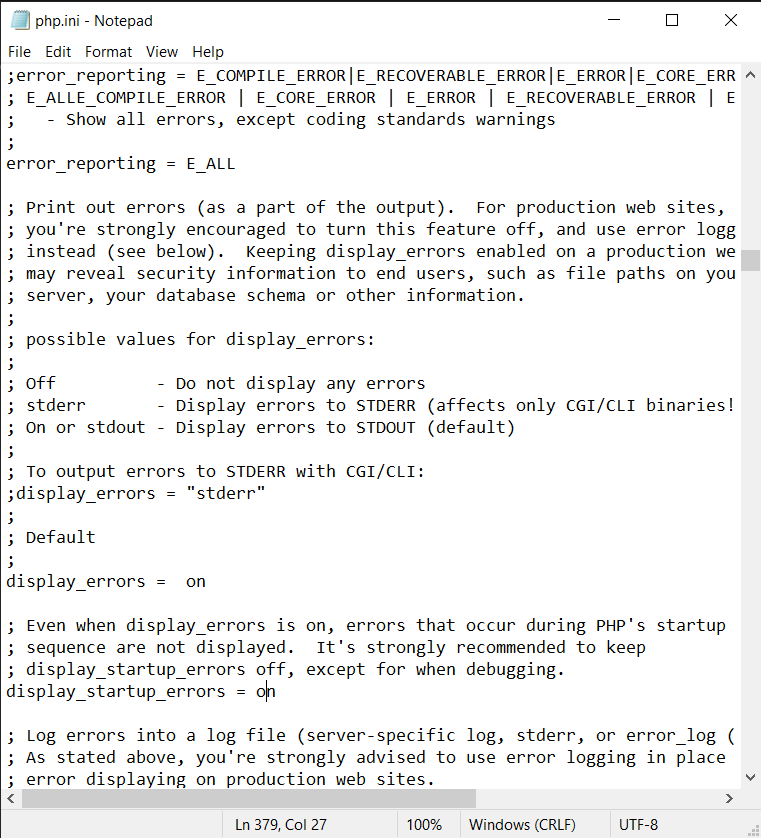 php.ini - Notepad
File Edit Format View Help
;error_reporting = E_COMPILE_ERROR|E_RECOVERABLE_ERROR|E_ERROR|E_CORE_ERR
; E_ALLE_COMPILE_ERROR | E_CORE_ERROR | E_ERROR | E_RECOVERABLE_ERROR | E
;   - Show all errors, except coding standards warnings
;
error_reporting = E_ALL
; Print out errors (as a part of the output).  For production web sites,
; you're strongly encouraged to turn this feature off, and use error logg
; instead (see below).  Keeping display_errors enabled on a production we
; may reveal security information to end users, such as file paths on you
; server, your database schema or other information.
;
; possible values for display_errors:
;
; Off          - Do not display any errors
; stderr       - Display errors to STDERR (affects only CGI/CLI binaries!
; On or stdout - Display errors to STDOUT (default)
;
; To output errors to STDERR with CGI/CLI:
;display_errors = "stderr"
;
; Default
;
display_errors =  on
; Even when display_errors is on, errors that occur during PHP's startup
; sequence are not displayed.  It's strongly recommended to keep
; display_startup_errors off, except for when debugging.
display_startup_errors = on
; Log errors into a log file (server-specific log, stderr, or error_log (
; As stated above, you're strongly advised to use error logging in place
; error displaying on production web sites.
Ln 379, Col 27 100% Windows (CRLF) UTF-8